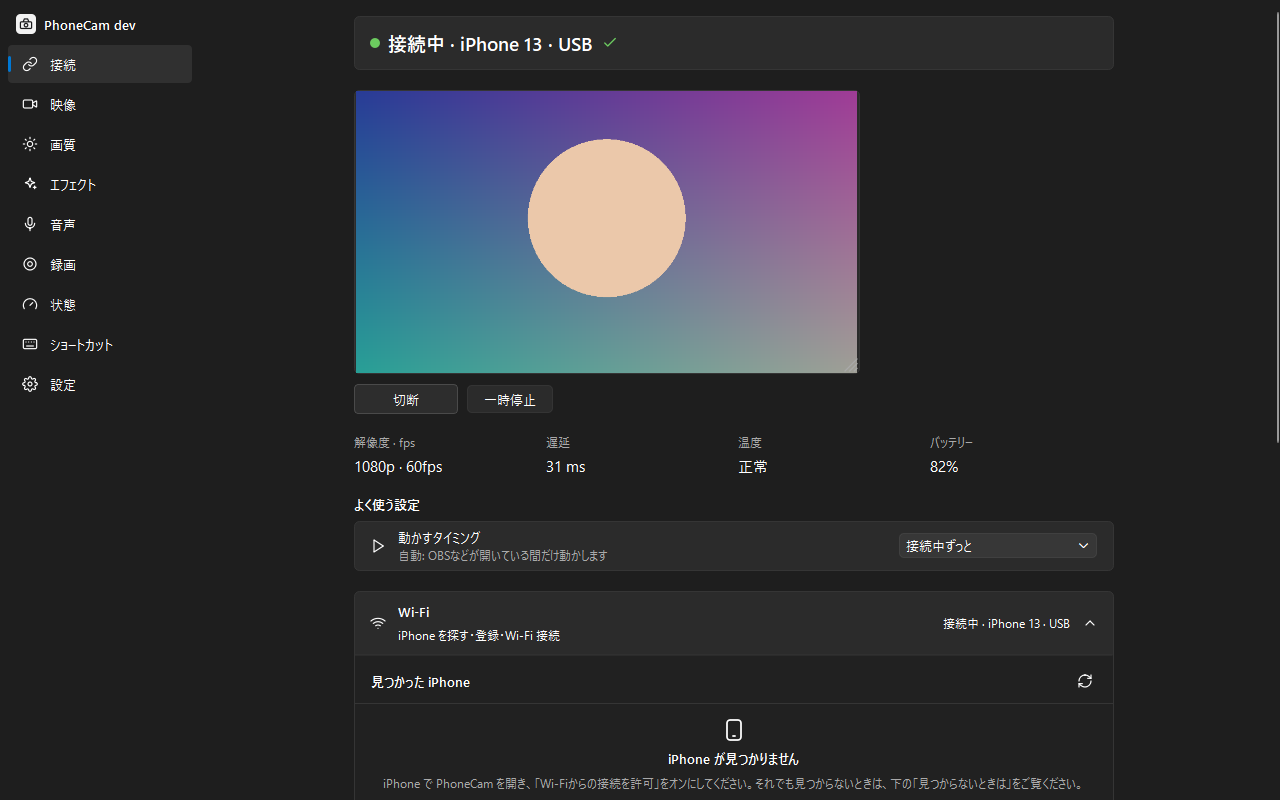 PhoneCam dev
接続
映像
画質
エフェクト
音声
録画
状態
ショートカット
設定
接続中 · iPhone 13 · USB
切断
一時停止
解像度 · fps
遅延
温度
バッテリー
1080p · 60fps
31 ms
正常
82%
よく使う設定
動かすタイミング
自動: OBSなどが開いている間だけ動かします
接続中ずっと
Wi-Fi
iPhone を探す・登録・Wi-Fi 接続
接続中 · iPhone 13 · USB
見つかった iPhone
iPhone が見つかりません
iPhone で PhoneCam を開き、「Wi-Fiからの接続を許可」をオンにしてください。それでも見つからないときは、下の「見つからないときは」をご覧ください。